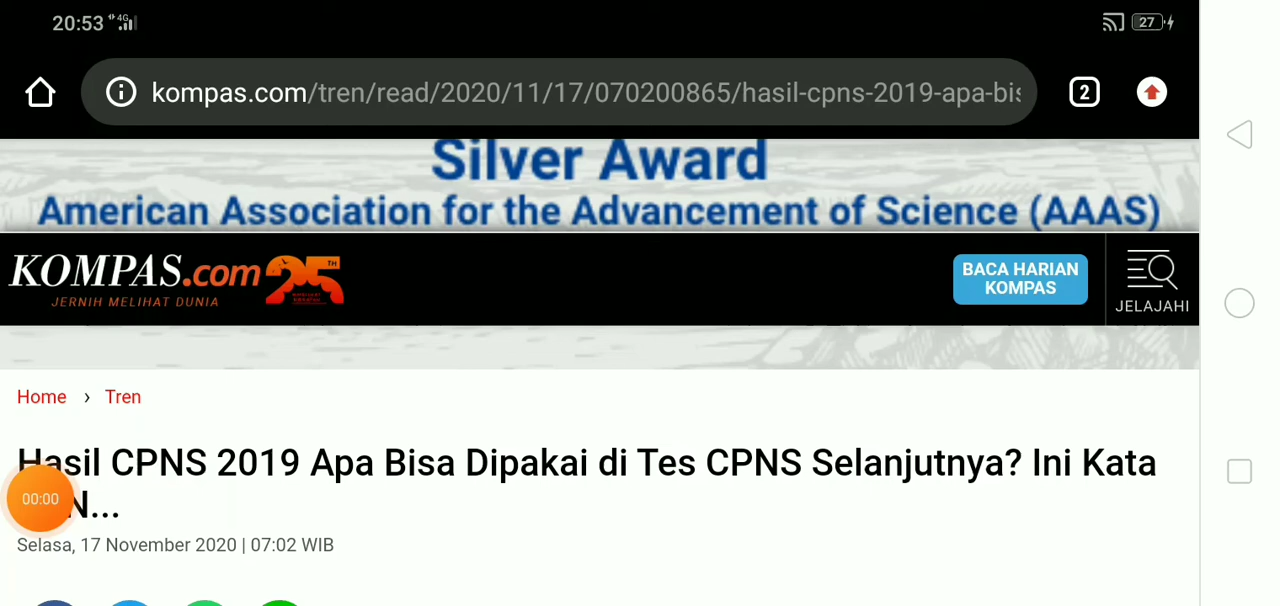 20:53 4G
27
kompas.com/tren/read/2020/11/17/070200865/hasil-cpns-2019-apa-bis
2
Silver Award
American Association for the Advancement of Science (AAAS)
KOMPAS.com 25TH
JERNIH MELIHAT DUNIA
BACA HARIAN
KOMPAS
JELAJAHI
Home › Tren
Hasil CPNS 2019 Apa Bisa Dipakai di Tes CPNS Selanjutnya? Ini Kata
N...
00:00
Selasa, 17 November 2020 | 07:02 WIB